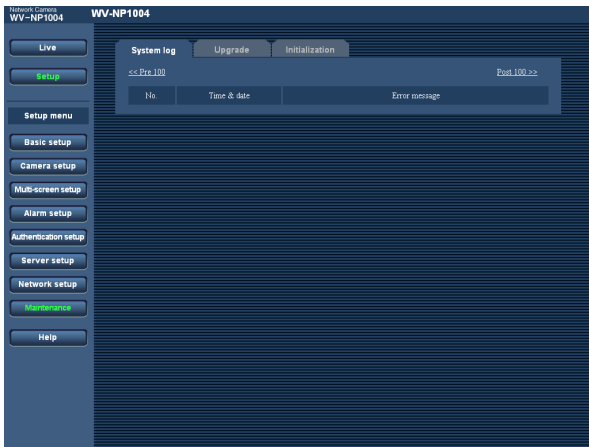 Network Camera
WV-NP1004
WV-NP1004
Live
Setup
Setup menu
Basic setup
Camera setup
Multi-screen setup
Alarm setup
Authentication setup
Server setup
Network setup
Maintenance
Help
System log Upgrade Initialization
<< Pre 100 Post 100 >>
No. Time & date Error message